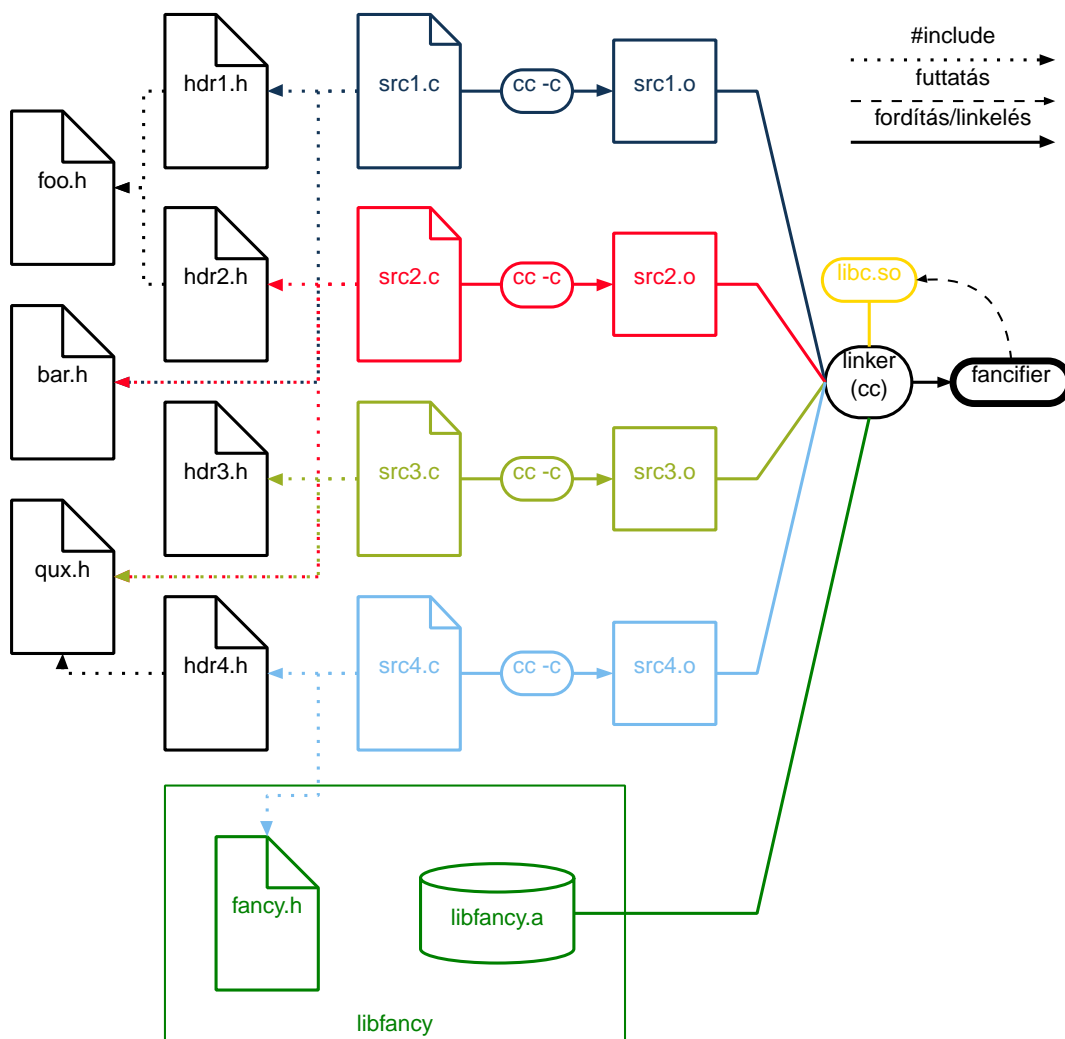 #include
futtatás
fordítás/linkelés
hdr1.h
src1.c
cc -c
src1.o
foo.h
hdr2.h
src2.c
cc -c
src2.o
libc.so
bar.h
linker
(cc)
fancifier
hdr3.h
src3.c
cc -c
src3.o
qux.h
hdr4.h
src4.c
cc -c
src4.o
fancy.h
libfancy.a
libfancy